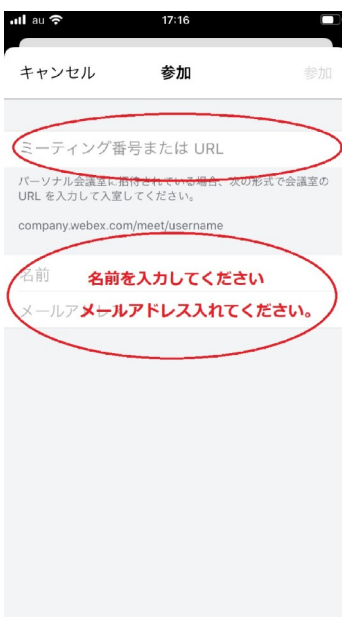 au 17:16
キャンセル 参加 参加
ミーティング番号または URL
パーソナル会議室に招待されている場合、次の形式で会議室の
URL を入力して入室してください。
company.webex.com/meet/username
名前 名前を入力してください
メールア メールアドレス入れてください。